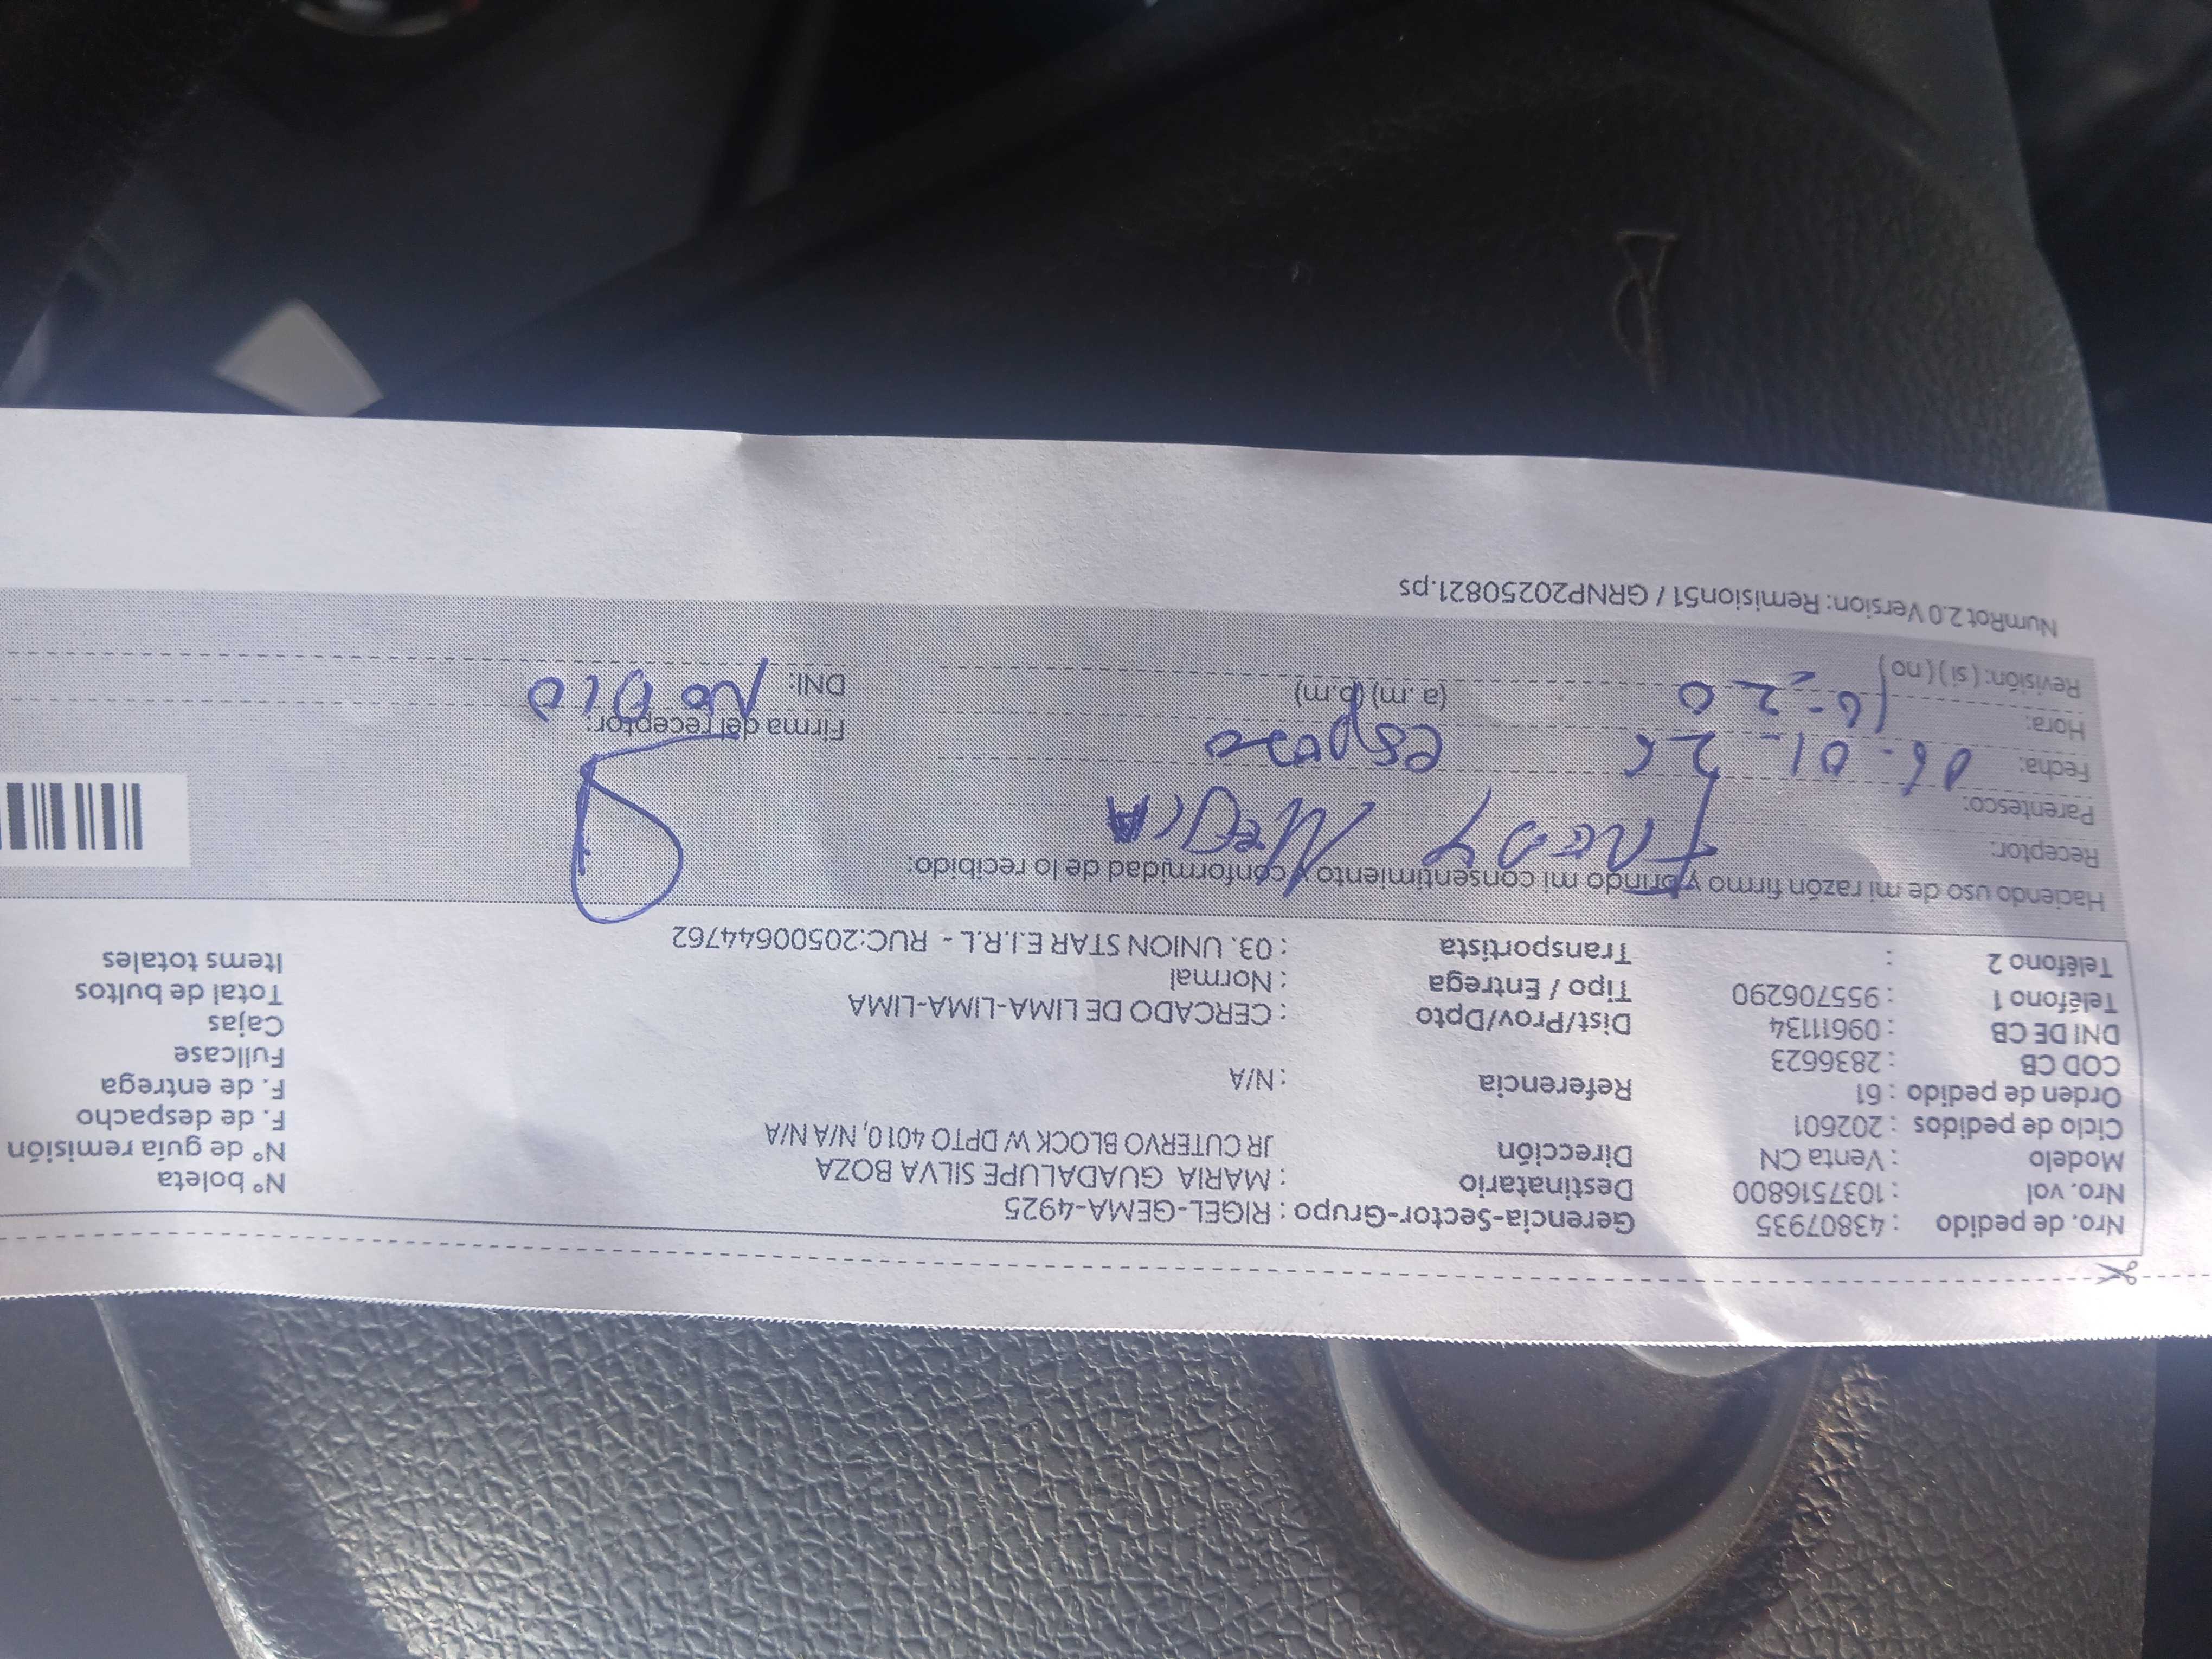 Nro. de pedido : 43807935 Gerencia-Sector-Grupo : RIGEL-GEMA-4925 N° boleta
Nro. vol : 1037516800 Destinatario : MARIA GUADALUPE SILVA BOZA N° de guía remisión
Modelo : Venta CN Dirección JR CUTERVO BLOCK W DPTO 4010, N/A N/A F. de despacho
Ciclo de pedidos : 202601 F. de entrega
Orden de pedido : 61 Referencia : N/A Fullcase
COD CB : 2836623 Cajas
DNI DE CB : 09611134 Dist/Prov/Dpto : CERCADO DE LIMA-LIMA-LIMA Total de bultos
Teléfono 1 : 955706290 Tipo / Entrega : Normal Items totales
Teléfono 2 : Transportista : 03. UNION STAR E.I.R.L - RUC:20500644762
Haciendo uso de mi razón firmo y brindo mi consentimiento y conformidad de lo recibido:
Receptor: FREDY
Parentesco: esposo
Fecha: 06-01-26
Hora: 10:20 (a.m) (p.m) Firma del receptor:
Revisión: (si) (no) DNI: NO DIO
NumRot 2.0 Version: Remision51 / GRNP20250821.ps